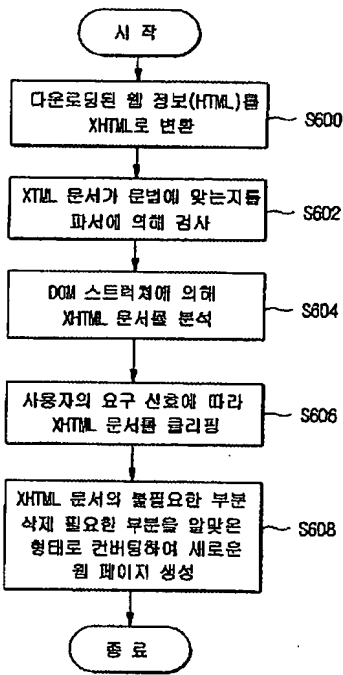 시 작
다운로딩된 웹 정보(HTML)를
XHTML로 변환
S600
XTML 문서가 문법에 맞는지를
파서에 의해 검사
S602
DOM 스트럭쳐에 의해
XHTML 문서를 분석
S604
사용자의 요구 신호에 따라
XHTML 문서를 클리핑
S606
XHTML 문서의 불필요한 부분
삭제 필요한 부분을 알맞은
형태로 컨버팅하여 새로운
웹 페이지 생성
S608
종 료